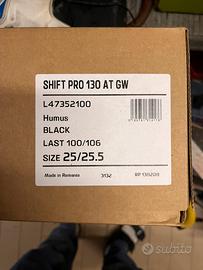 SHIFT PRO 130 AT GW
L47352100
Humus
BLACK
LAST 100/106
SIZE 25/25.5
Made in Romania
3132
subito